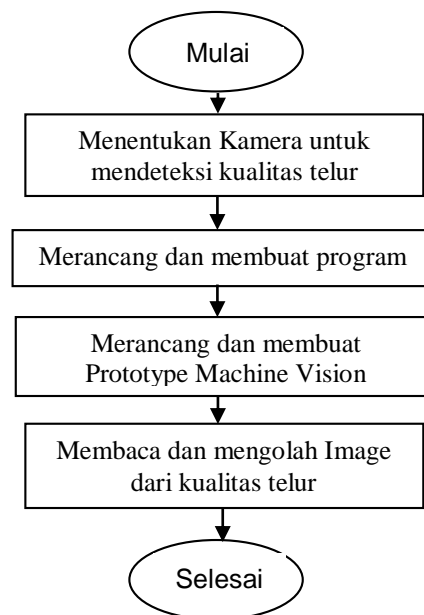 Mulai
Menentukan Kamera untuk
mendeteksi kualitas telur
Merancang dan membuat program
Merancang dan membuat
Prototype Machine Vision
Membaca dan mengolah Image
dari kualitas telur
Selesai